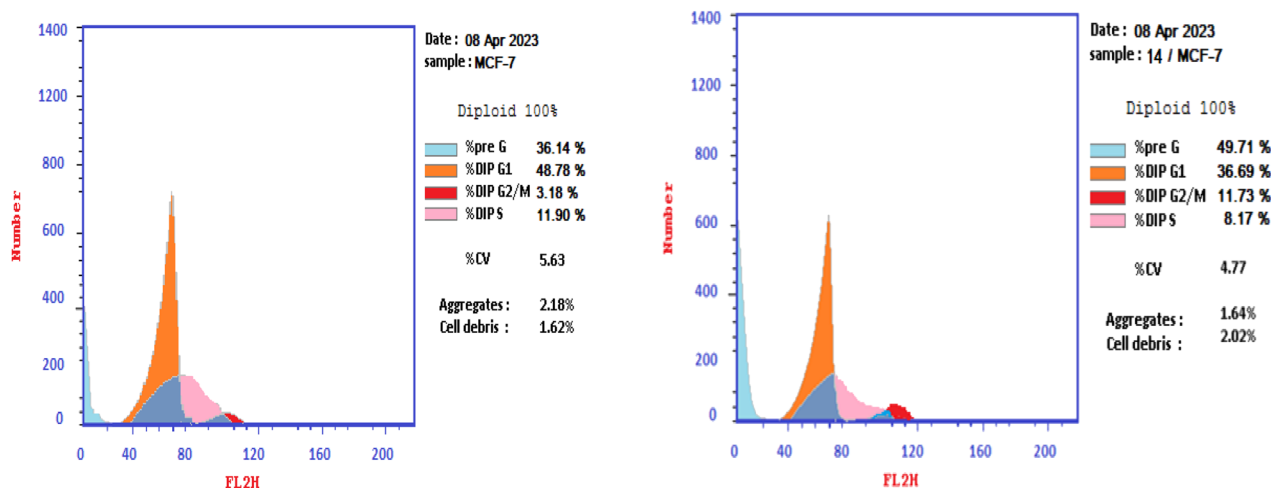 1400
1200
800
600
400
200
0
0 40 80 120 160 200
Number
FL2H
Date : 08 Apr 2023
sample : MCF-7
Diploid 100%
%pre G 36.14 %
%DIP G1 48.78 %
%DIP G2/M 3.18 %
%DIP S 11.90 %
%CV 5.63
Aggregates : 2.18%
Cell debris : 1.62%
1400
1200
800
600
400
200
0
0 40 80 120 160 200
Number
FL2H
Date : 08 Apr 2023
sample : 14 / MCF-7
Diploid 100%
%pre G 49.71 %
%DIP G1 36.69 %
%DIP G2/M 11.73 %
%DIP S 8.17 %
%CV 4.77
Aggregates : 1.64%
Cell debris : 2.02%